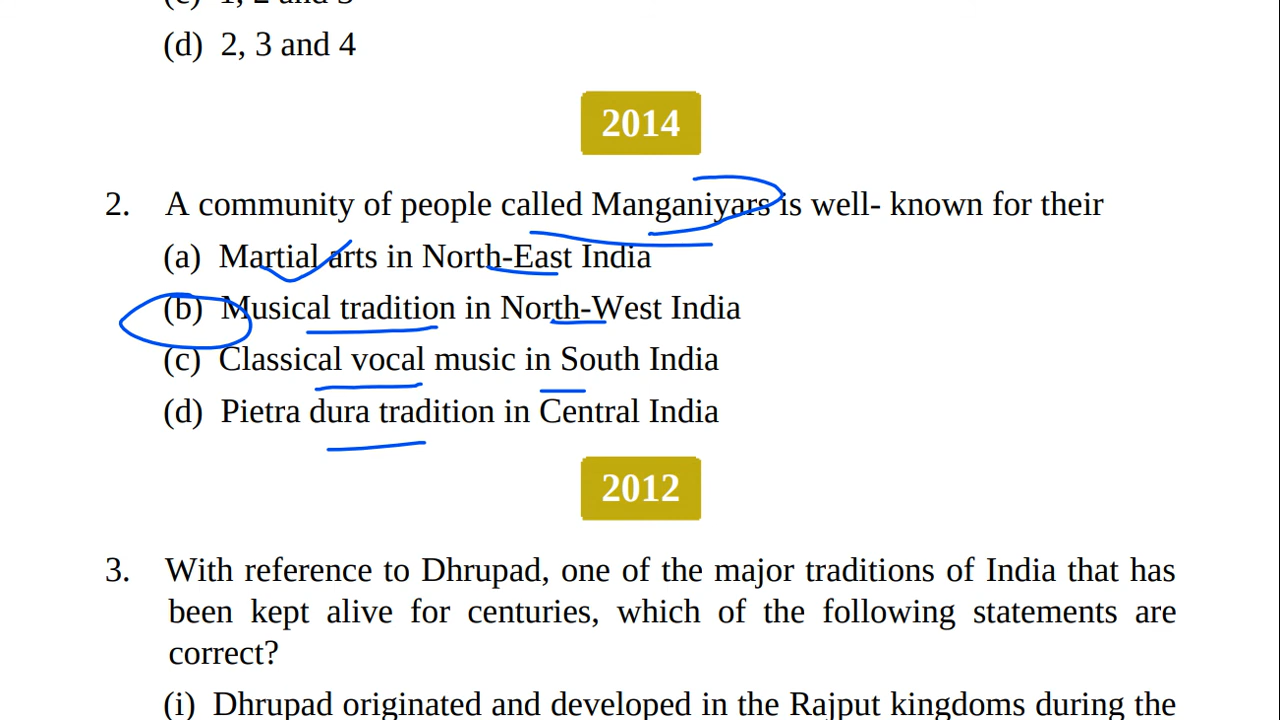 (c) 1, 2 and 3
(d) 2, 3 and 4
2014
2. A community of people called Manganiyars is well- known for their
(a) Martial arts in North-East India
(b) Musical tradition in North-West India
(c) Classical vocal music in South India
(d) Pietra dura tradition in Central India
2012
3. With reference to Dhrupad, one of the major traditions of India that has
been kept alive for centuries, which of the following statements are
correct?
(i) Dhrupad originated and developed in the Rajput kingdoms during the